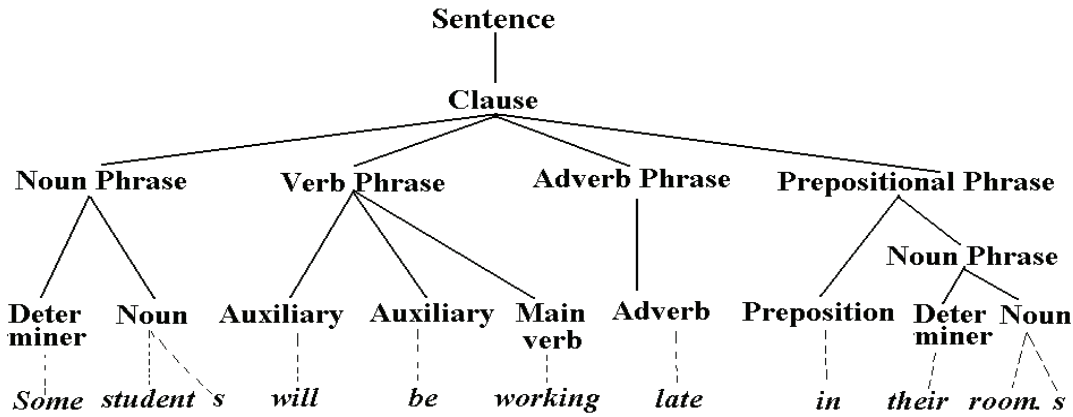 Sentence
Clause
Noun Phrase Verb Phrase Adverb Phrase Prepositional Phrase
Noun Phrase
Deter Noun Auxiliary Auxiliary Main Adverb Preposition Deter Noun
miner verb miner
Some student s will be working late in their room. s